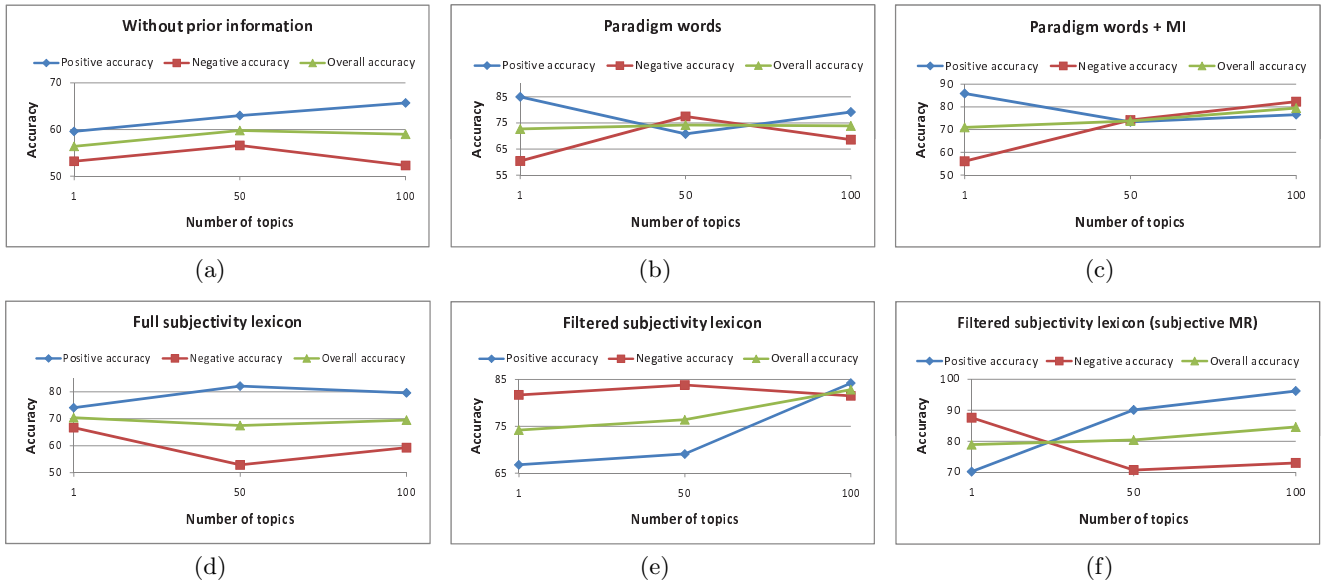 Without prior information
Positive accuracy Negative accuracy Overall accuracy
70
60
50
Accuracy
1 50 100
Number of topics
(a)
Paradigm words
Positive accuracy Negative accuracy Overall accuracy
85
75
65
55
Accuracy
1 50 100
Number of topics
(b)
Paradigm words + MI
Positive accuracy Negative accuracy Overall accuracy
90
80
70
60
50
Accuracy
1 50 100
Number of topics
(c)
Full subjectivity lexicon
Positive accuracy Negative accuracy Overall accuracy
80
70
60
50
Accuracy
1 50 100
Number of topics
(d)
Filtered subjectivity lexicon
Positive accuracy Negative accuracy Overall accuracy
85
75
65
Accuracy
1 50 100
Number of topics
(e)
Filtered subjectivity lexicon (subjective MR)
Positive accuracy Negative accuracy Overall accuracy
100
90
80
70
Accuracy
1 50 100
Number of topics
(f)